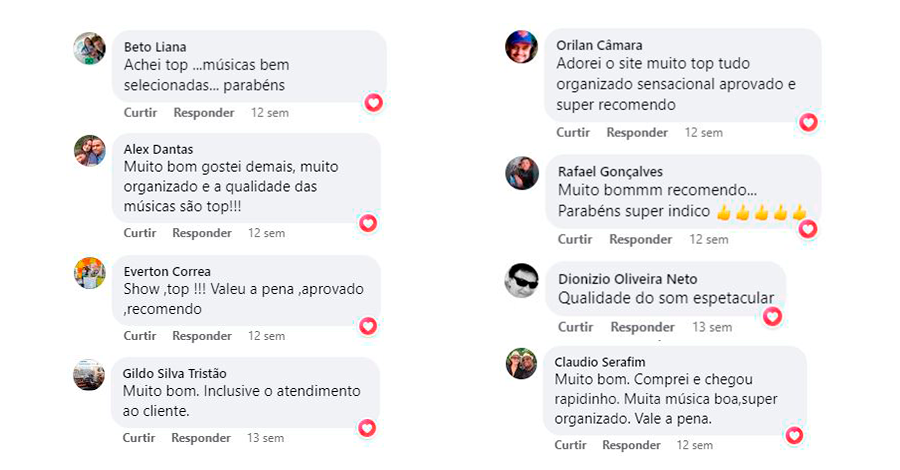 Beto Liana
Achei top ...músicas bem
selecionadas... parabéns
Curtir Responder 12 sem
Alex Dantas
Muito bom gostei demais, muito
organizado e a qualidade das
músicas são top!!!
Curtir Responder 12 sem
Everton Correa
Show ,top !!! Valeu a pena ,aprovado
,recomendo
Curtir Responder 12 sem
Gildo Silva Tristão
Muito bom. Inclusive o atendimento
ao cliente.
Curtir Responder 13 sem
Orilan Câmara
Adorei o site muito top tudo
organizado sensacional aprovado e
super recomendo
Curtir Responder 12 sem
Rafael Gonçalves
Muito bommm recomendo...
Parabéns super indico 👍👍👍👍👍
Curtir Responder 12 sem
Dionizio Oliveira Neto
Qualidade do som espetacular
Curtir Responder 13 sem
Claudio Serafim
Muito bom. Comprei e chegou
rapidinho. Muita música boa,super
organizado. Vale a pena.
Curtir Responder 12 sem